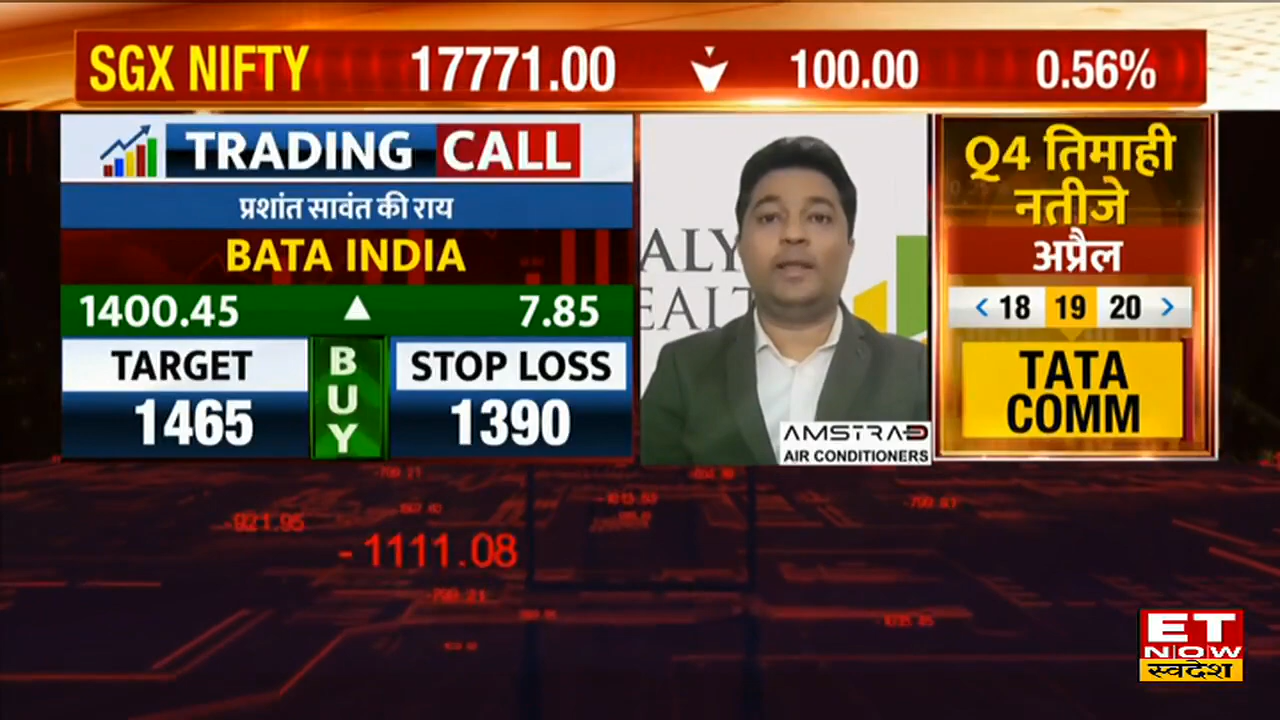 SGX NIFTY 17771.00 100.00 0.56%
TRADING CALL
प्रशांत सावंत की राय
BATA INDIA
1400.45 7.85
TARGET
1465
BUY
STOP LOSS
1390
AMSTRAD
AIR CONDITIONERS
Q4 तिमाही
नतीजे
अप्रैल
18 19 20
TATA
COMM
-921.95
- 1111.08
ET
NOW
स्वदेश